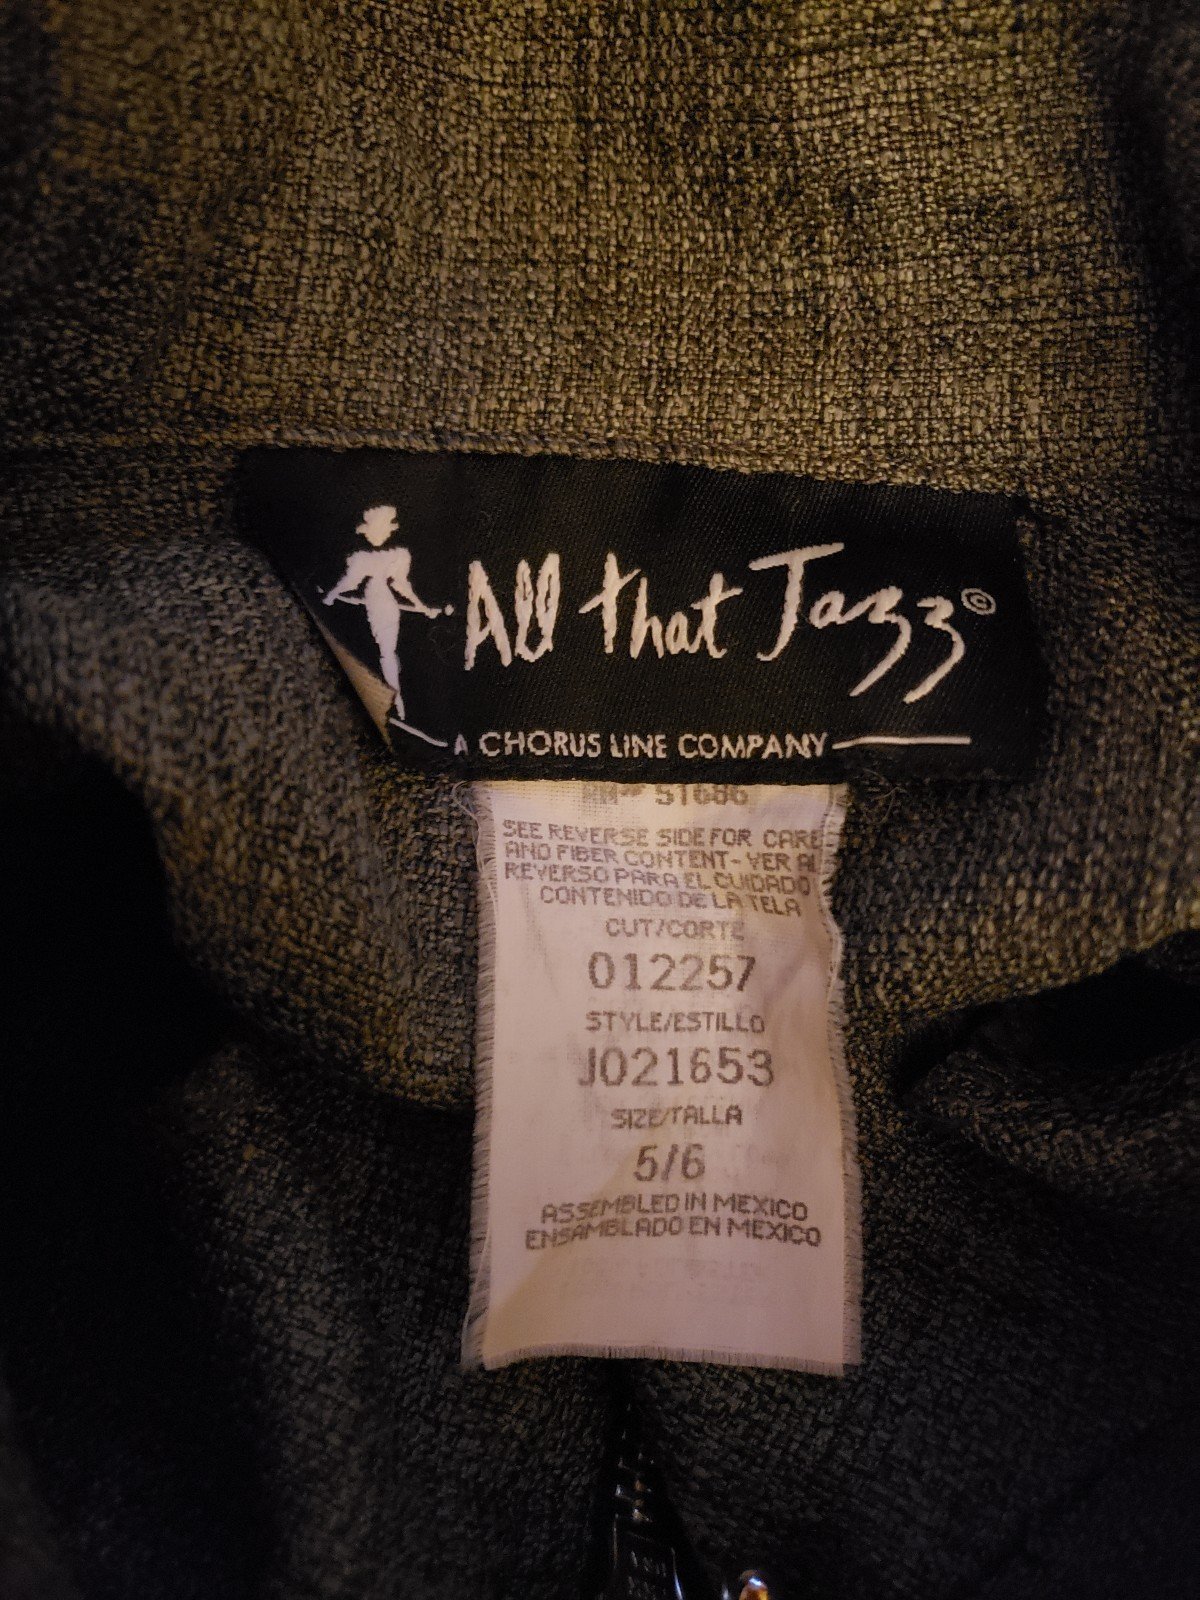 All that Jazz©
A CHORUS LINE COMPANY
51686
SEE REVERSE SIDE FOR CARE
AND FIBER CONTENT - VER AL
REVERSO PARA EL CUIDADO
CONTENIDO DE LA TELA
CUT/CORTE
012257
STYLE/ESTILLO
J021653
SIZE/TALLA
5/6
ASSEMBLED IN MEXICO
ENSAMBLADO EN MEXICO